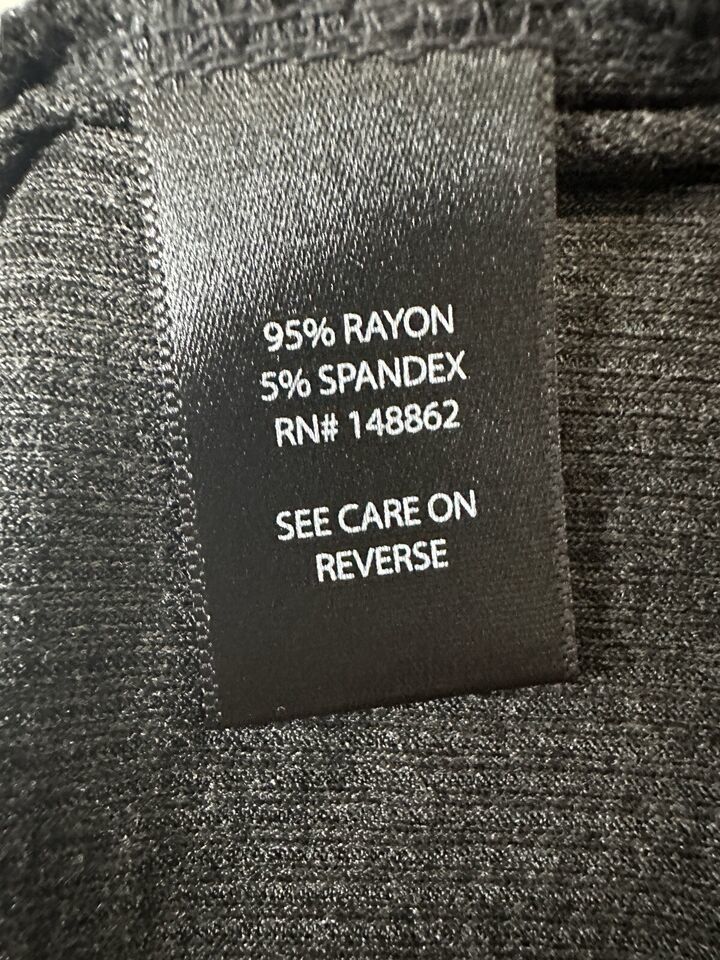 95% RAYON
5% SPANDEX
RN# 148862
SEE CARE ON
REVERSE